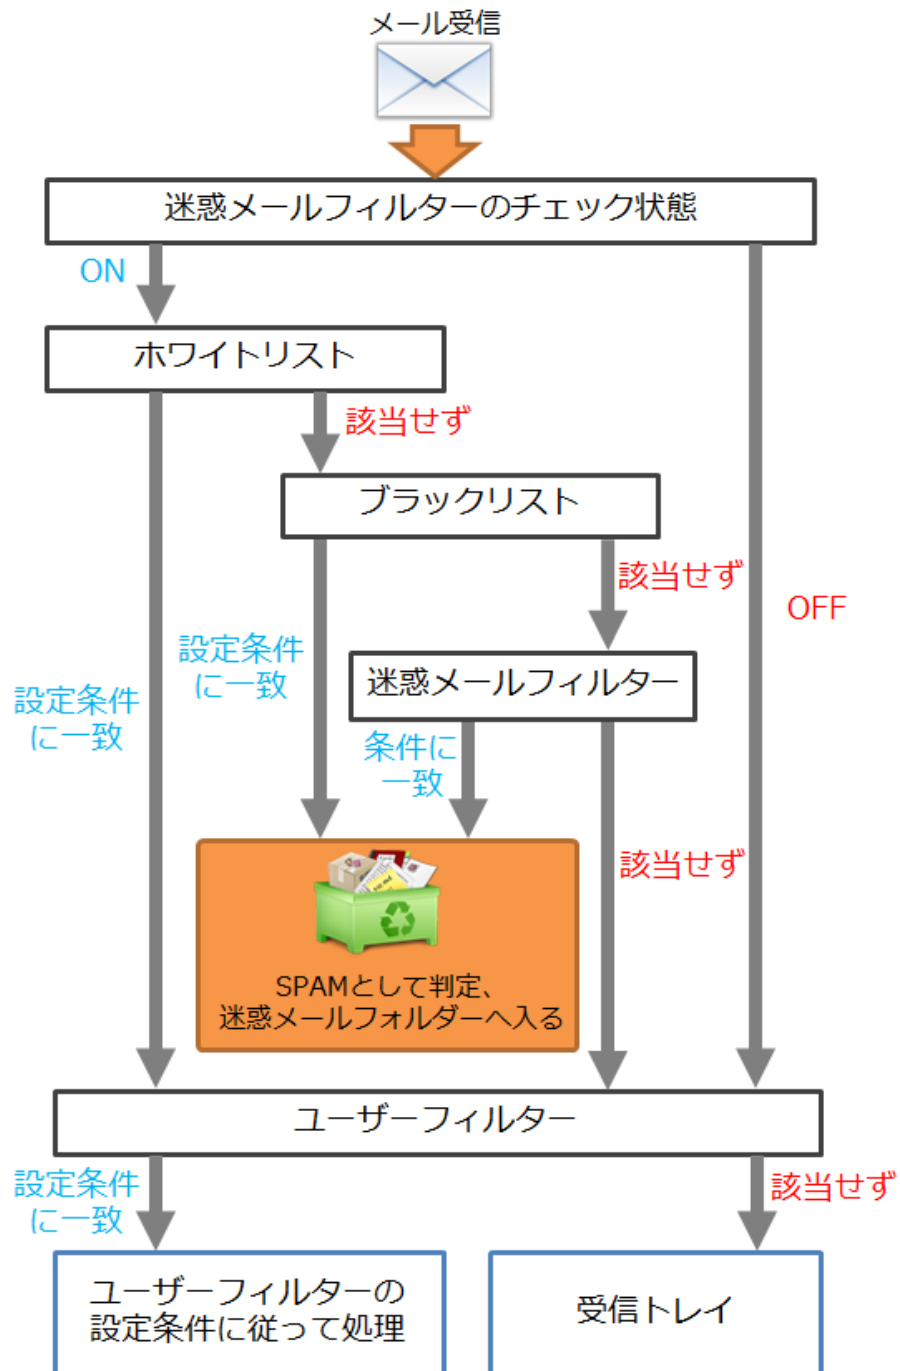 メール受信
迷惑メールフィルターのチェック状態
ON
ホワイトリスト
該当せず
ブラックリスト
該当せず
OFF
設定条件
に一致
迷惑メールフィルター
設定条件
に一致
条件に
一致
該当せず
SPAMとして判定、
迷惑メールフォルダーへ入る
ユーザーフィルター
設定条件
に一致
該当せず
ユーザーフィルターの
設定条件に従って処理
受信トレイ